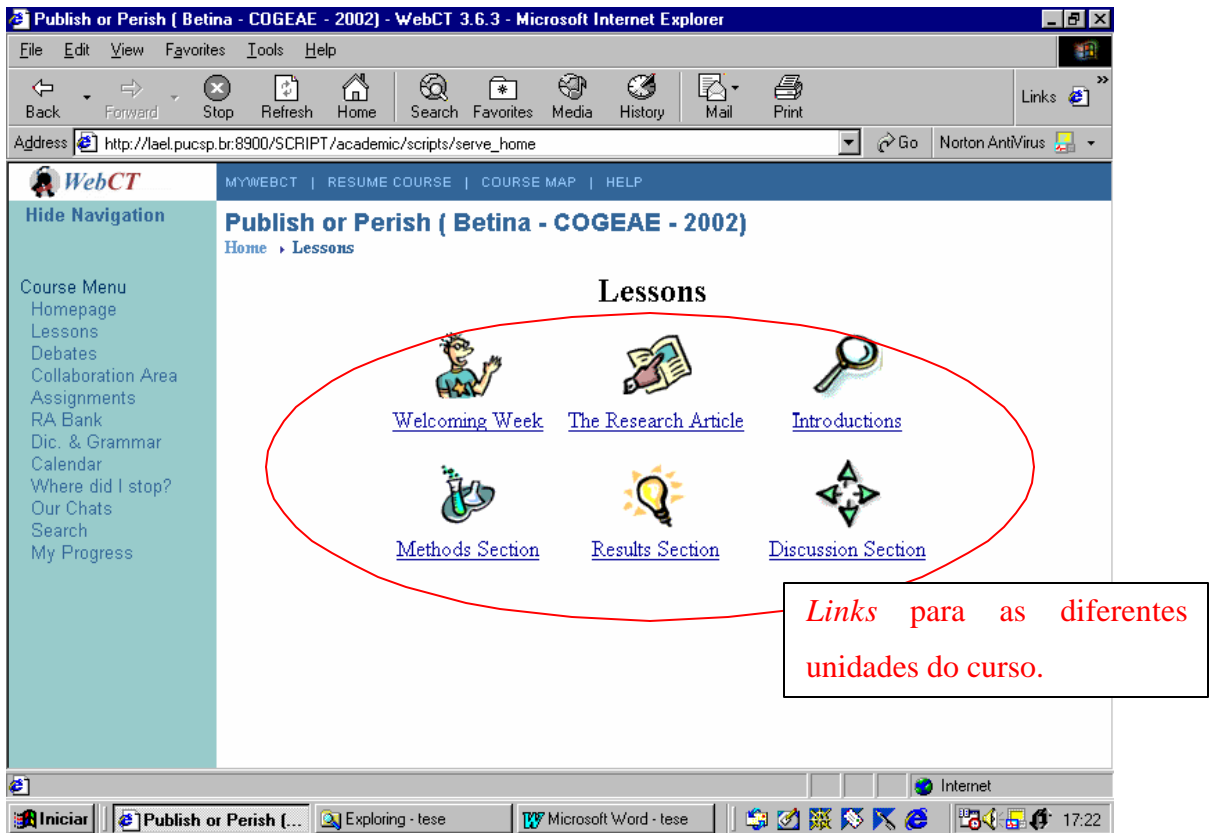 Publish or Perish ( Betina - COGEAE - 2002) - WebCT 3.6.3 - Microsoft Internet Explorer
File Edit View Favorites Tools Help
Back Forward Stop Refresh Home Search Favorites Media History Mail Print Links »
Address http://lael.pucsp.br:8900/SCRIPT/academic/scripts/serve_home Go Norton AntiVirus
WebCT MYWEBCT | RESUME COURSE | COURSE MAP | HELP
Hide Navigation
Publish or Perish ( Betina - COGEAE - 2002)
Home › Lessons
Course Menu
Homepage
Lessons
Debates
Collaboration Area
Assignments
RA Bank
Dic. & Grammar
Calendar
Where did I stop?
Our Chats
Search
My Progress
Lessons
Welcoming Week The Research Article Introductions
Methods Section Results Section Discussion Section
Links para as diferentes
unidades do curso.
Internet
Iniciar Publish or Perish (... Exploring - tese Microsoft Word - tese 17:22